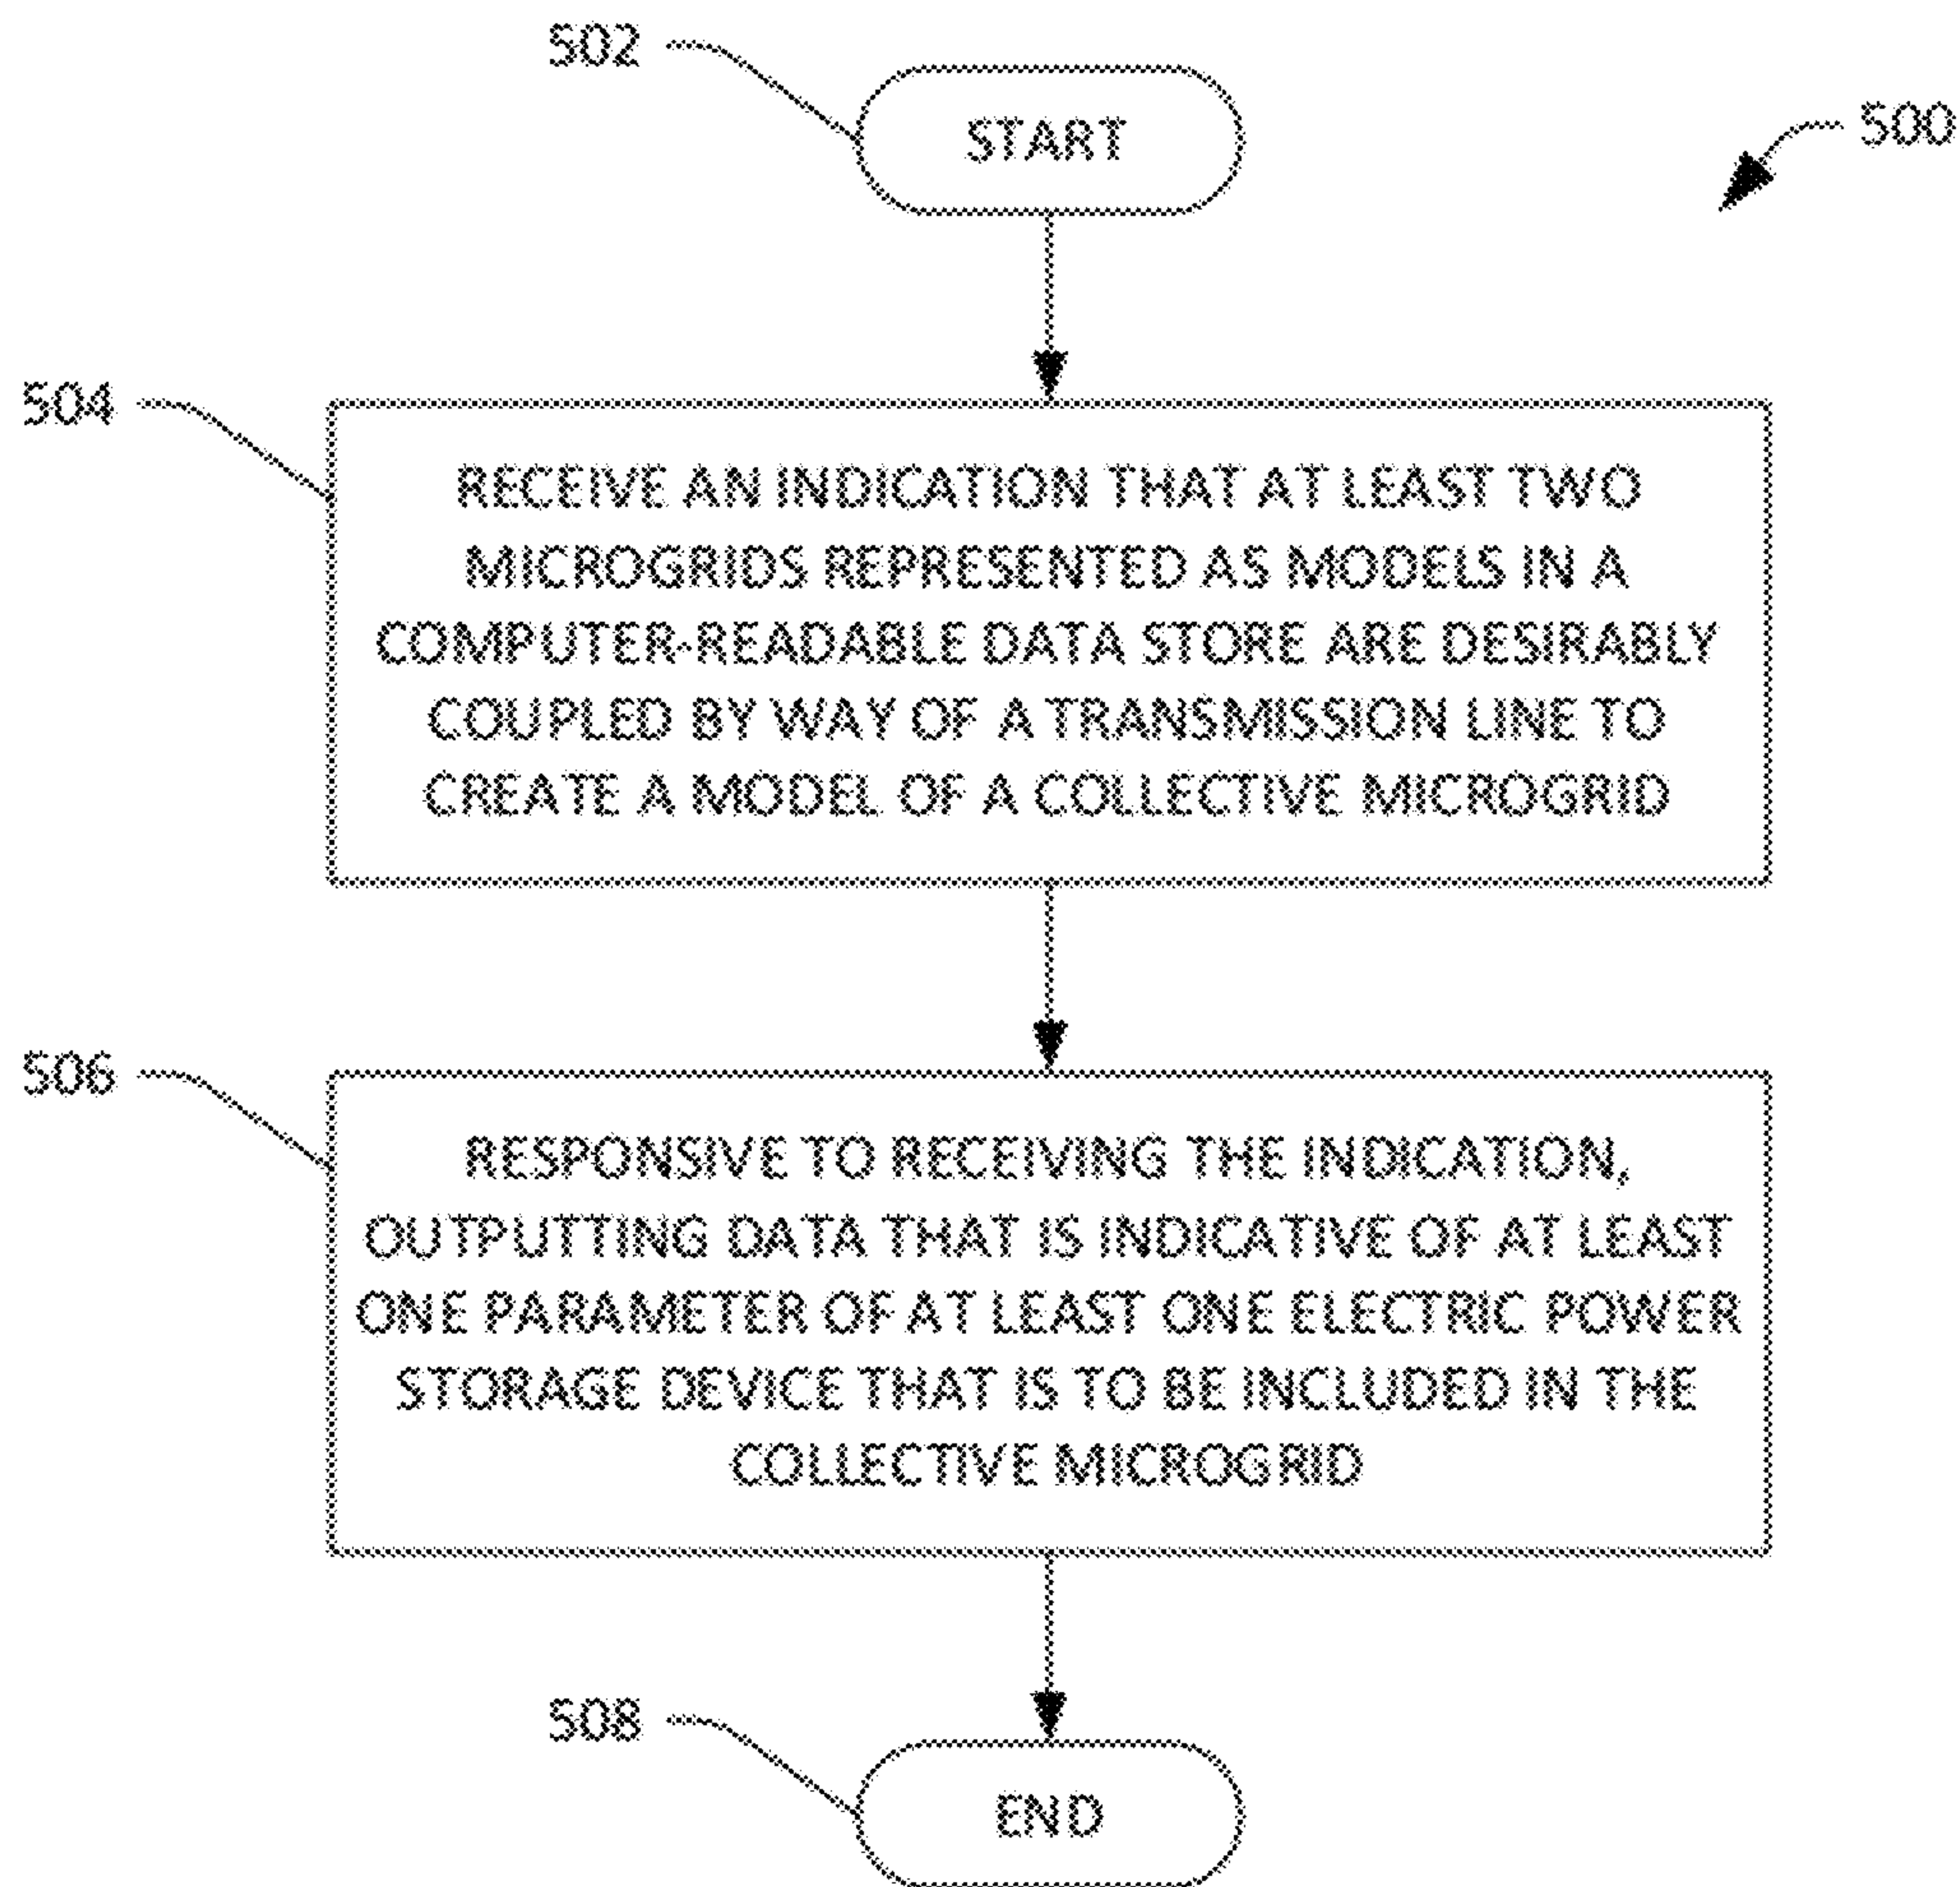 502
START
500
504
RECEIVE AN INDICATION THAT AT LEAST TWO
MICROGRIDS REPRESENTED AS MODELS IN A
COMPUTER-READABLE DATA STORE ARE DESIRABLY
COUPLED BY WAY OF A TRANSMISSION LINE TO
CREATE A MODEL OF A COLLECTIVE MICROGRID
506
RESPONSIVE TO RECEIVING THE INDICATION,
OUTPUTTING DATA THAT IS INDICATIVE OF AT LEAST
ONE PARAMETER OF AT LEAST ONE ELECTRIC POWER
STORAGE DEVICE THAT IS TO BE INCLUDED IN THE
COLLECTIVE MICROGRID
508
END